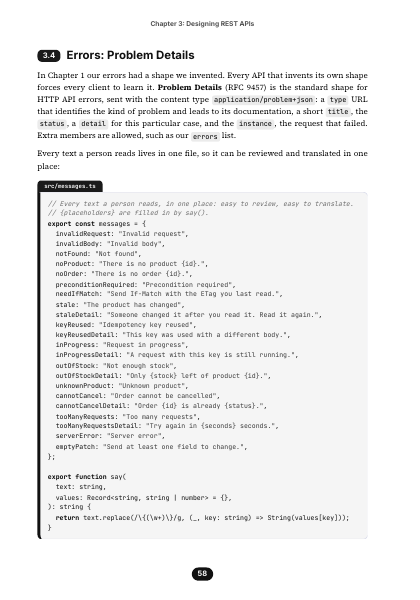 Chapter 3: Designing REST APIs
3.4 Errors: Problem Details
In Chapter 1 our errors had a shape we invented. Every API that invents its own shape
forces every client to learn it. Problem Details (RFC 9457) is the standard shape for
HTTP API errors, sent with the content type application/problem+json: a type URL
that identifies the kind of problem and leads to its documentation, a short title, the
status, a detail for this particular case, and the instance, the request that failed.
Extra members are allowed, such as our errors list.
Every text a person reads lives in one file, so it can be reviewed and translated in one
place:
src/messages.ts
// Every text a person reads, in one place: easy to review, easy to translate.
// {placeholders} are filled in by say().
export const messages = {
  invalidRequest: "Invalid request",
  invalidBody: "Invalid body",
  notFound: "Not found",
  noProduct: "There is no product {id}.",
  noOrder: "There is no order {id}.",
  preconditionRequired: "Precondition required",
  needIfMatch: "Send If-Match with the ETag you last read.",
  stale: "The product has changed",
  staleDetail: "Someone changed it after you read it. Read it again.",
  keyReused: "Idempotency key reused",
  keyReusedDetail: "This key was used with a different body.",
  inProgress: "Request in progress",
  inProgressDetail: "A request with this key is still running.",
  outOfStock: "Not enough stock",
  outOfStockDetail: "Only {stock} left of product {id}.",
  unknownProduct: "Unknown product",
  cannotCancel: "Order cannot be cancelled",
  cannotCancelDetail: "Order {id} is already {status}.",
  tooManyRequests: "Too many requests",
  tooManyRequestsDetail: "Try again in {seconds} seconds.",
  serverError: "Server error",
  emptyPatch: "Send at least one field to change.",
};
export function say(
  text: string,
  values: Record<string, string | number> = {},
): string {
  return text.replace(/\{(\w+)\}/g, (_, key: string) => String(values[key]));
}
58